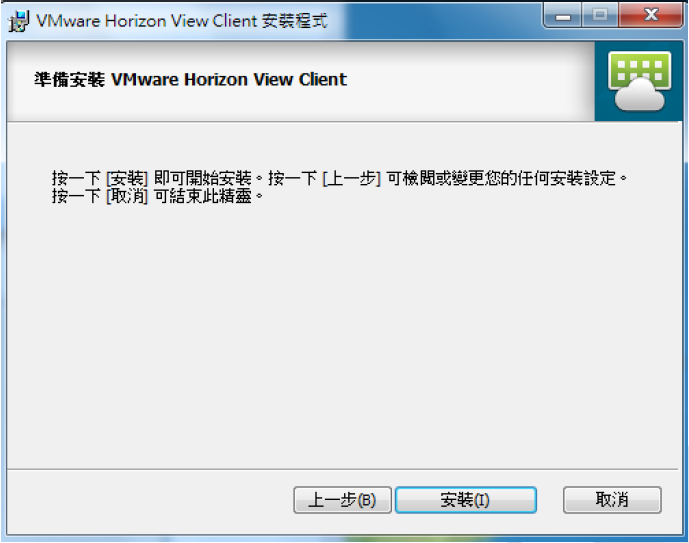 VMware Horizon View Client 安裝程式
準備安裝 VMware Horizon View Client
按一下 [安裝] 即可開始安裝。按一下 [上一步] 可檢閱或變更您的任何安裝設定。
按一下 [取消] 可結束此精靈。
上一步(B) 安裝(I) 取消